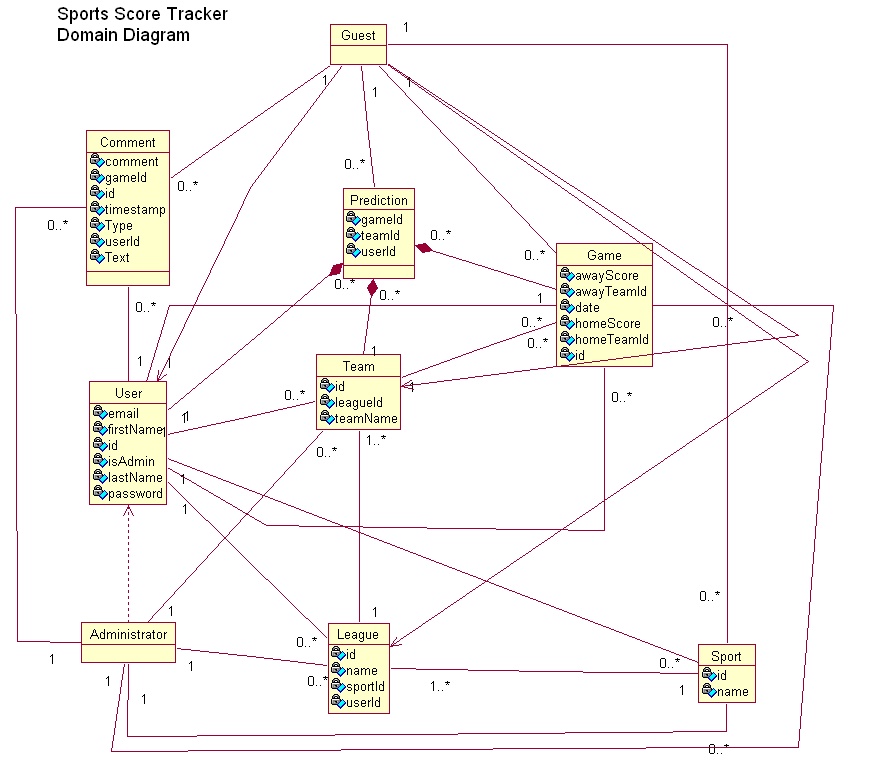 Sports Score Tracker
Domain Diagram
Guest
1
1
1
1
Comment
comment
gameId
id
timestamp
Type
userId
Text
0..*
0..*
0..*
0..*
Prediction
gameId
teamId
userId
0..*
0..*
0..*
Game
awayScore
awayTeamId
date
homeScore
homeTeamId
id
0..*
1
0..*
0..*
0..*
0..*
Team
id
leagueId
teamName
1
1
0..*
1..*
0..*
User
email
firstName
id
isAdmin
lastName
password
1
1
1
1
1
1
1
Administrator
1
1
1
1
1
League
id
name
sportId
userId
1
0..*
0..*
1..*
Sport
id
name
0..*
0..*
1
0..*